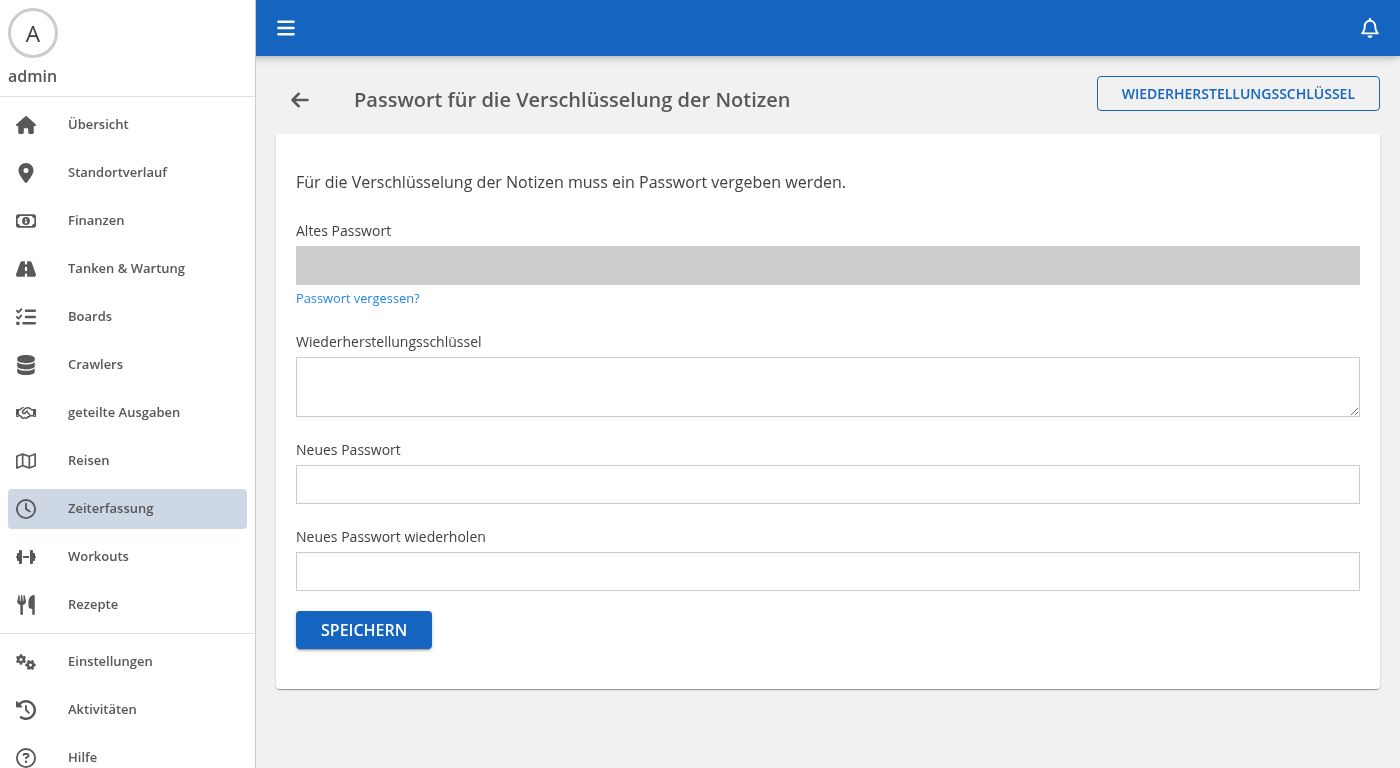 A
admin
Übersicht
Standortverlauf
Finanzen
Tanken & Wartung
Boards
Crawlers
geteilte Ausgaben
Reisen
Zeiterfassung
Workouts
Rezepte
Einstellungen
Aktivitäten
Hilfe
Passwort für die Verschlüsselung der Notizen
WIEDERHERSTELLUNGSSCHLÜSSEL
Für die Verschlüsselung der Notizen muss ein Passwort vergeben werden.
Altes Passwort
Passwort vergessen?
Wiederherstellungsschlüssel
Neues Passwort
Neues Passwort wiederholen
SPEICHERN